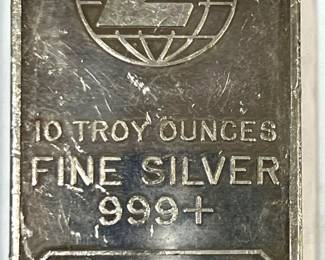 10 TROY OUNCES
FINE SILVER
999+